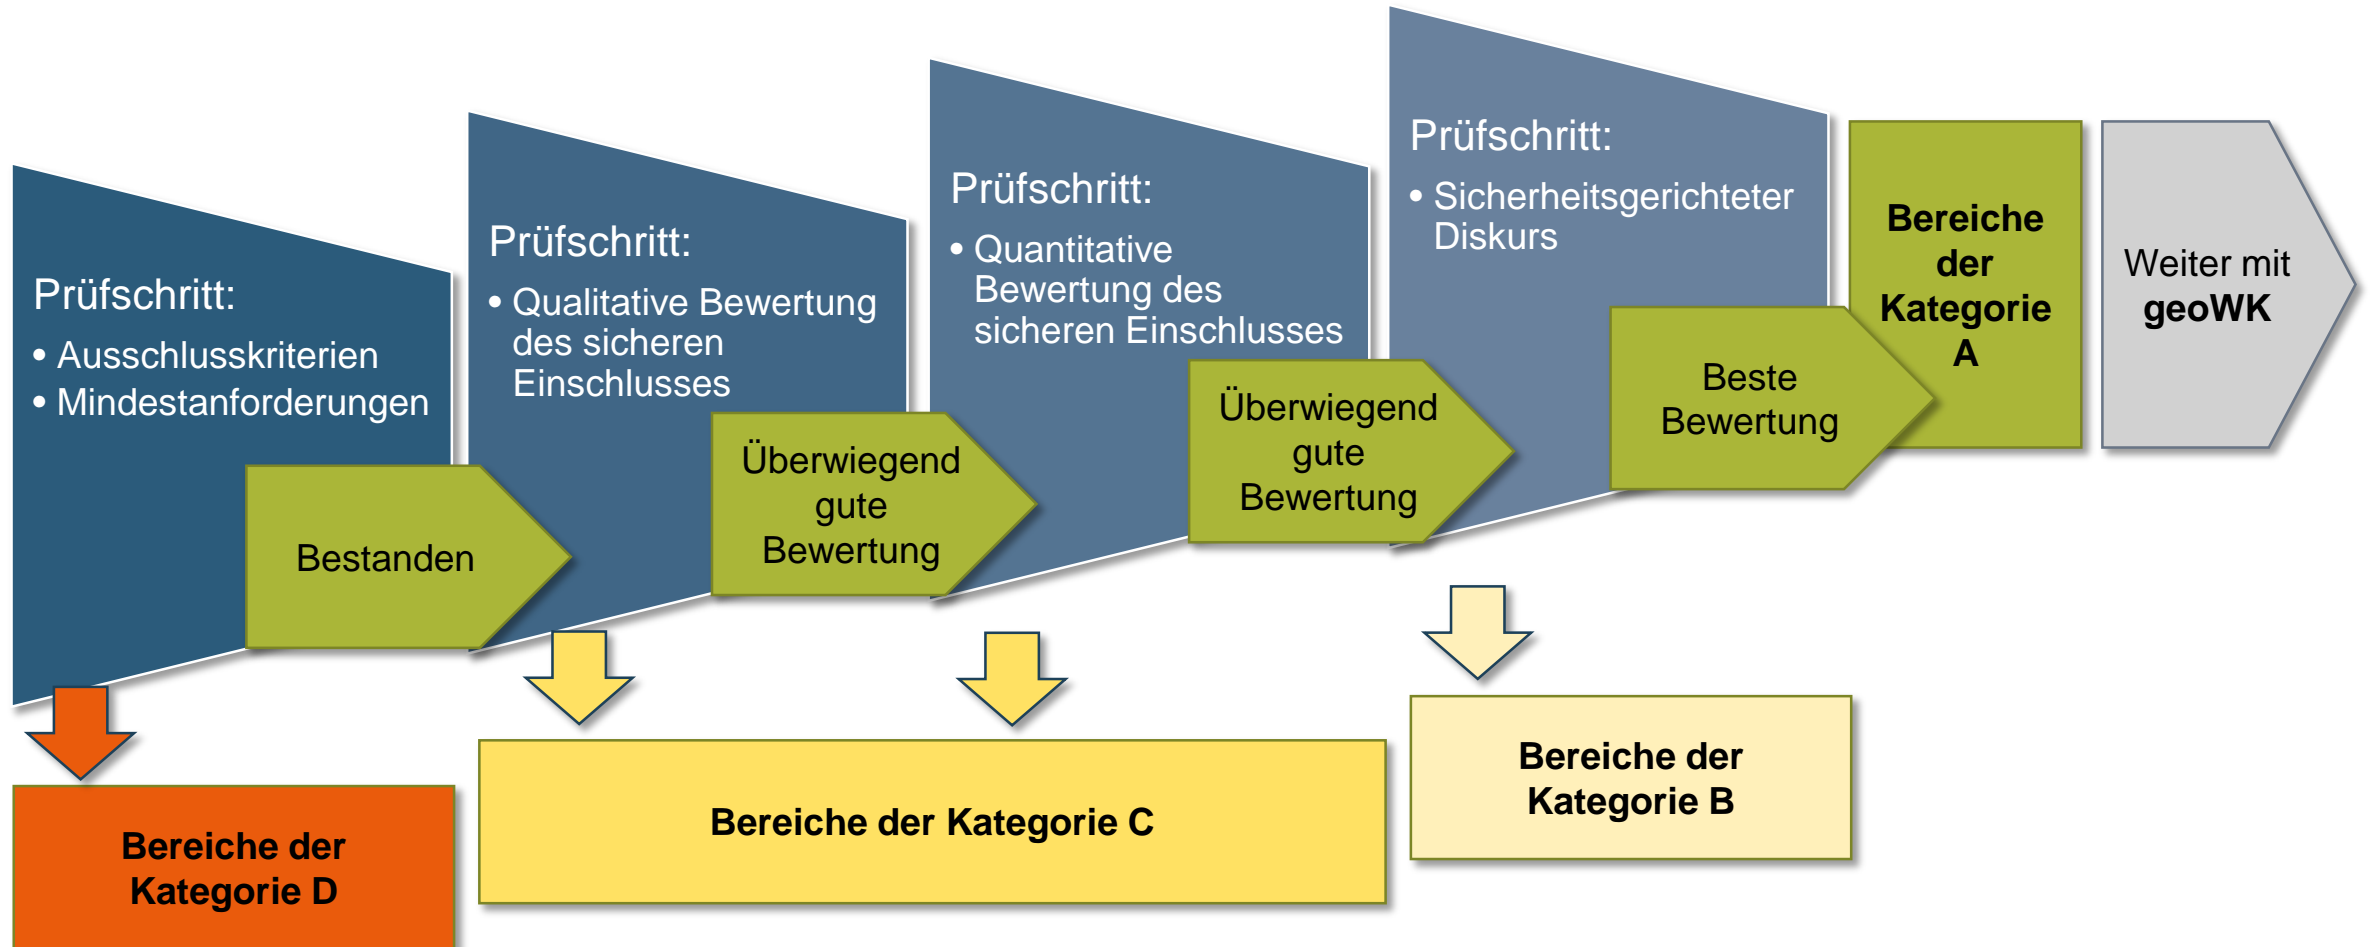 Prüfschritt:
• Ausschlusskriterien
• Mindestanforderungen
Bestanden
Prüfschritt:
• Qualitative Bewertung
des sicheren
Einschlusses
Überwiegend
gute
Bewertung
Prüfschritt:
• Quantitative
Bewertung des
sicheren Einschlusses
Überwiegend
gute
Bewertung
Prüfschritt:
• Sicherheitsgerichteter
Diskurs
Beste
Bewertung
Bereiche
der
Kategorie
A
Weiter mit
geoWK
Bereiche der
Kategorie D
Bereiche der Kategorie C
Bereiche der
Kategorie B